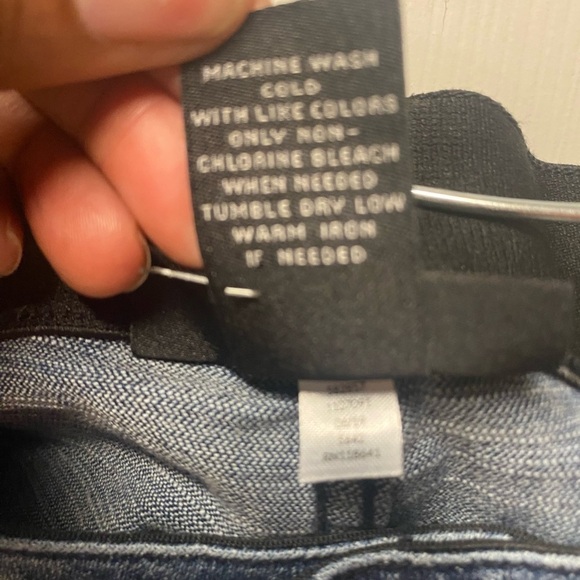 MACHINE WASH
COLD
WITH LIKE COLORS
ONLY NON-
CHLORINE BLEACH
WHEN NEEDED
TUMBLE DRY LOW
WARM IRON
IF NEEDED